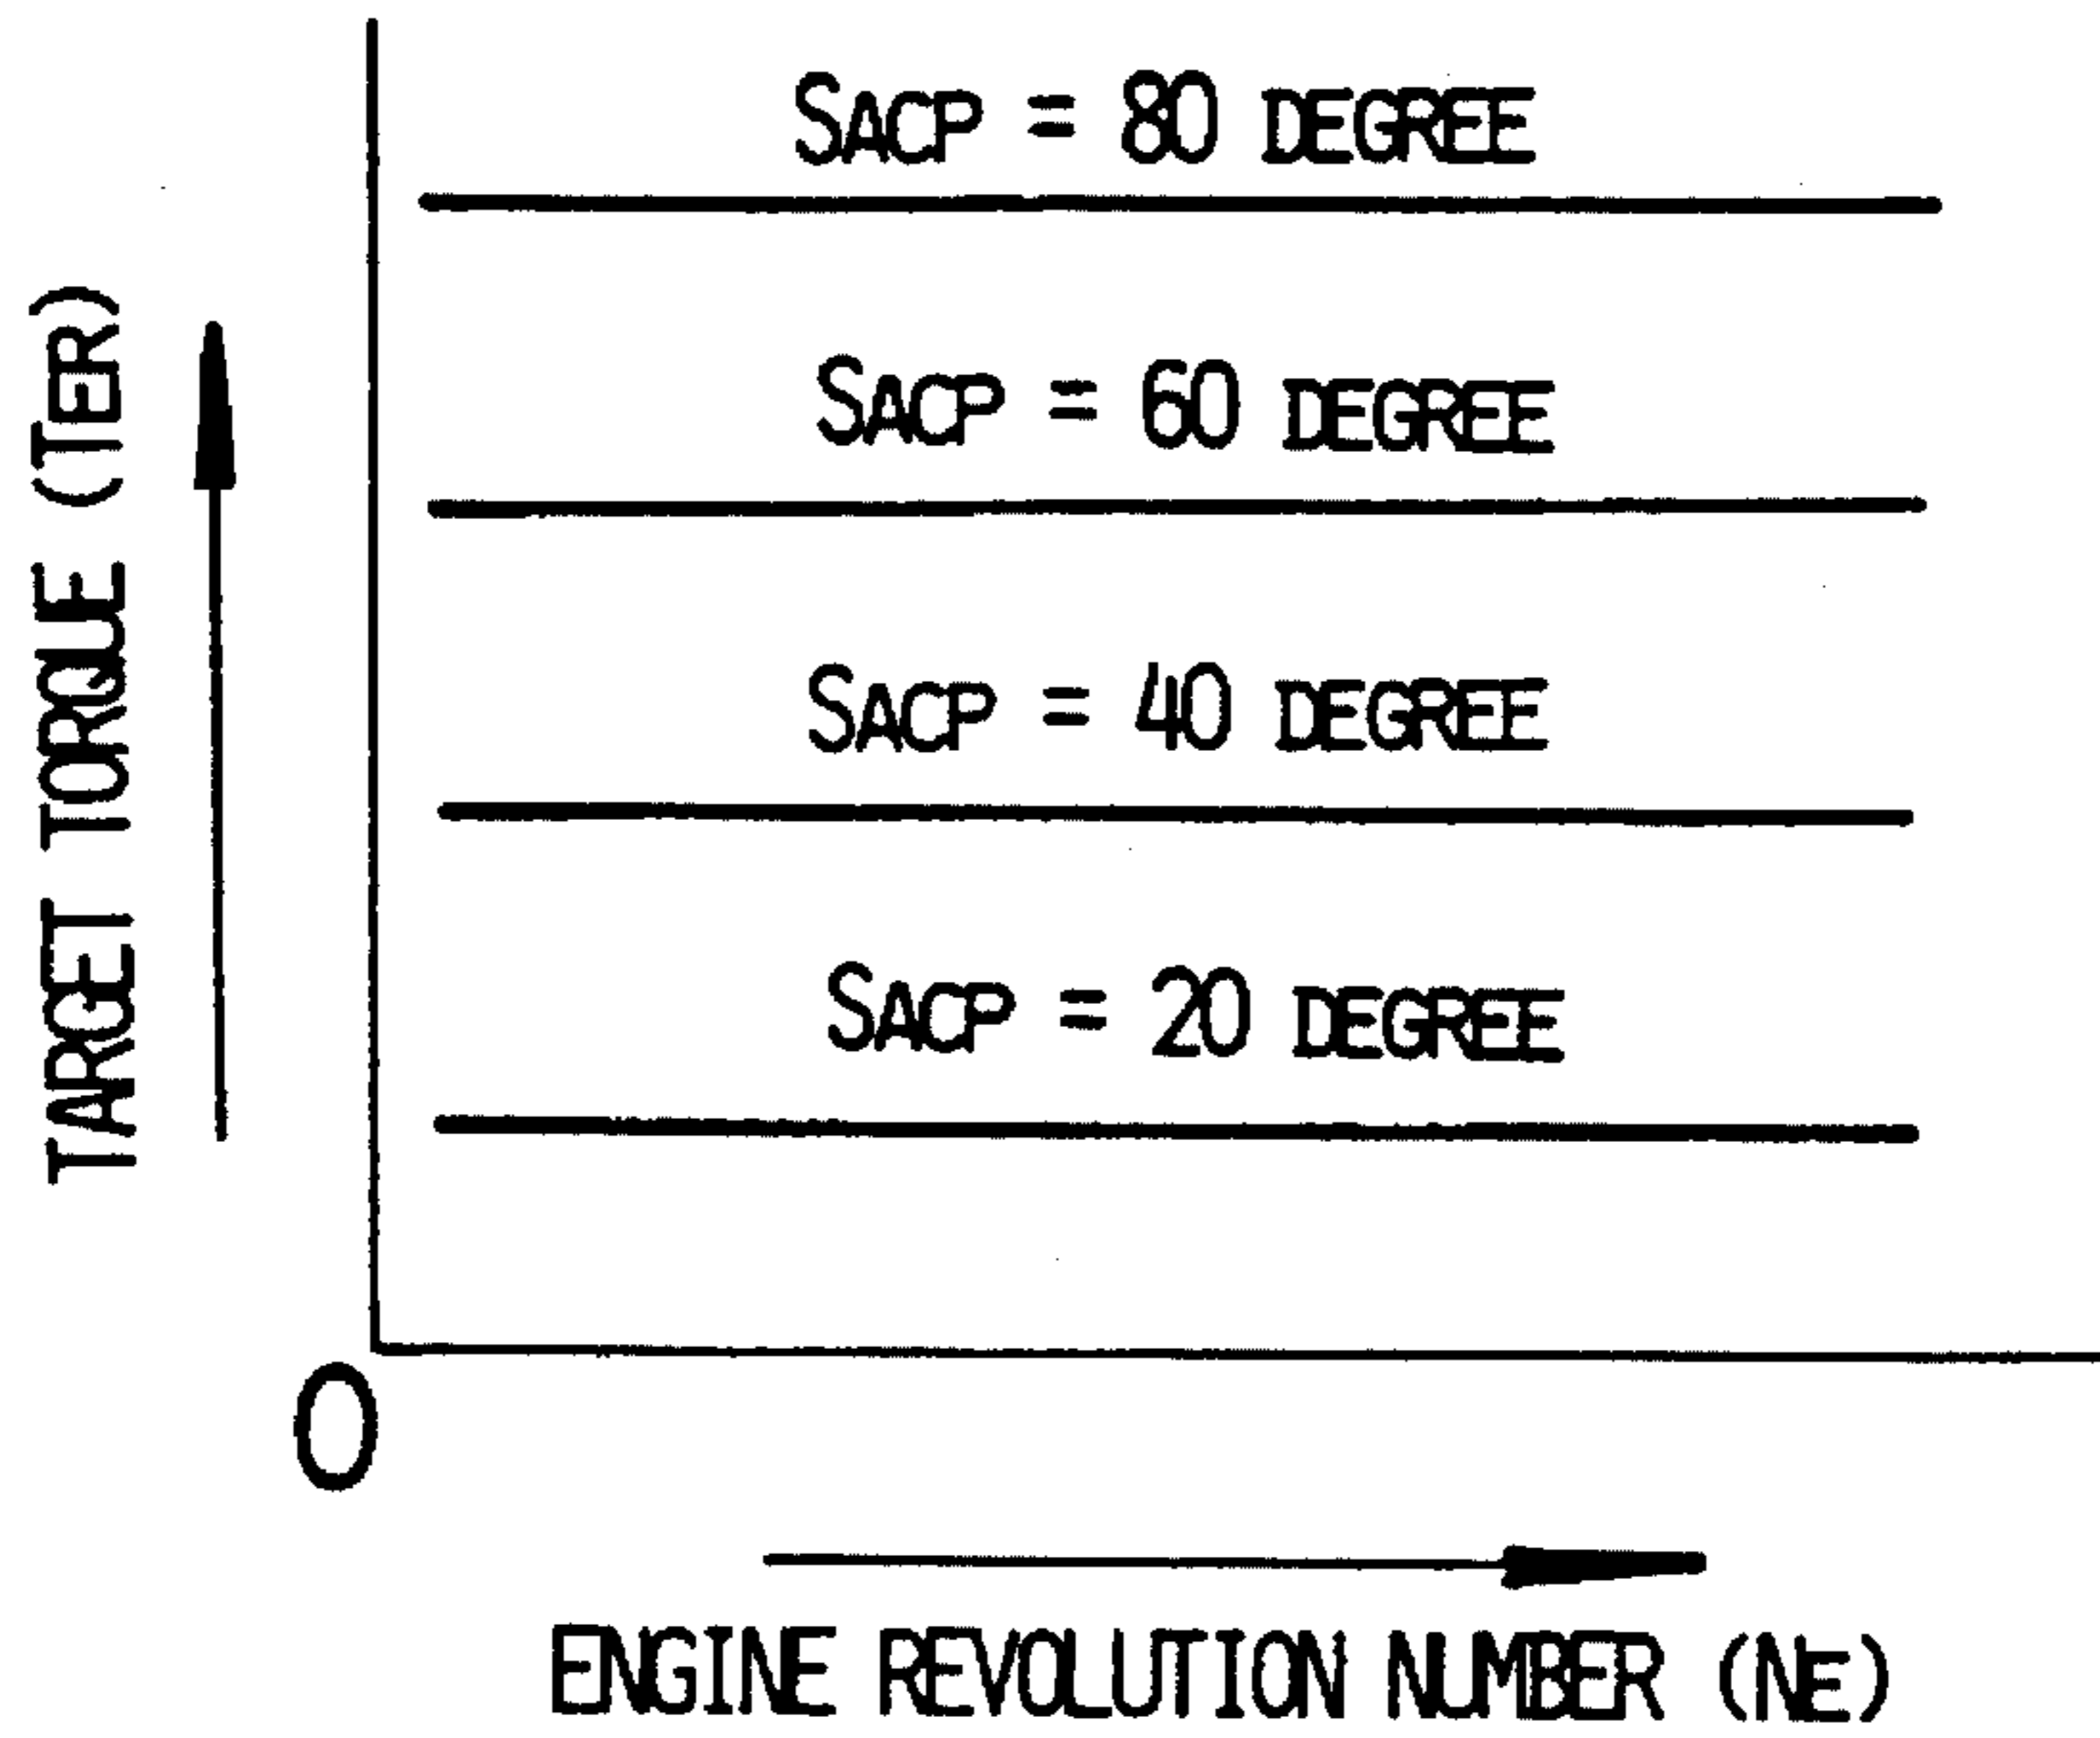 SACP = 80 DEGREE
SACP = 60 DEGREE
SACP = 40 DEGREE
SACP = 20 DEGREE
TARGET TORQUE (TER)
0
ENGINE REVOLUTION NUMBER (NE)